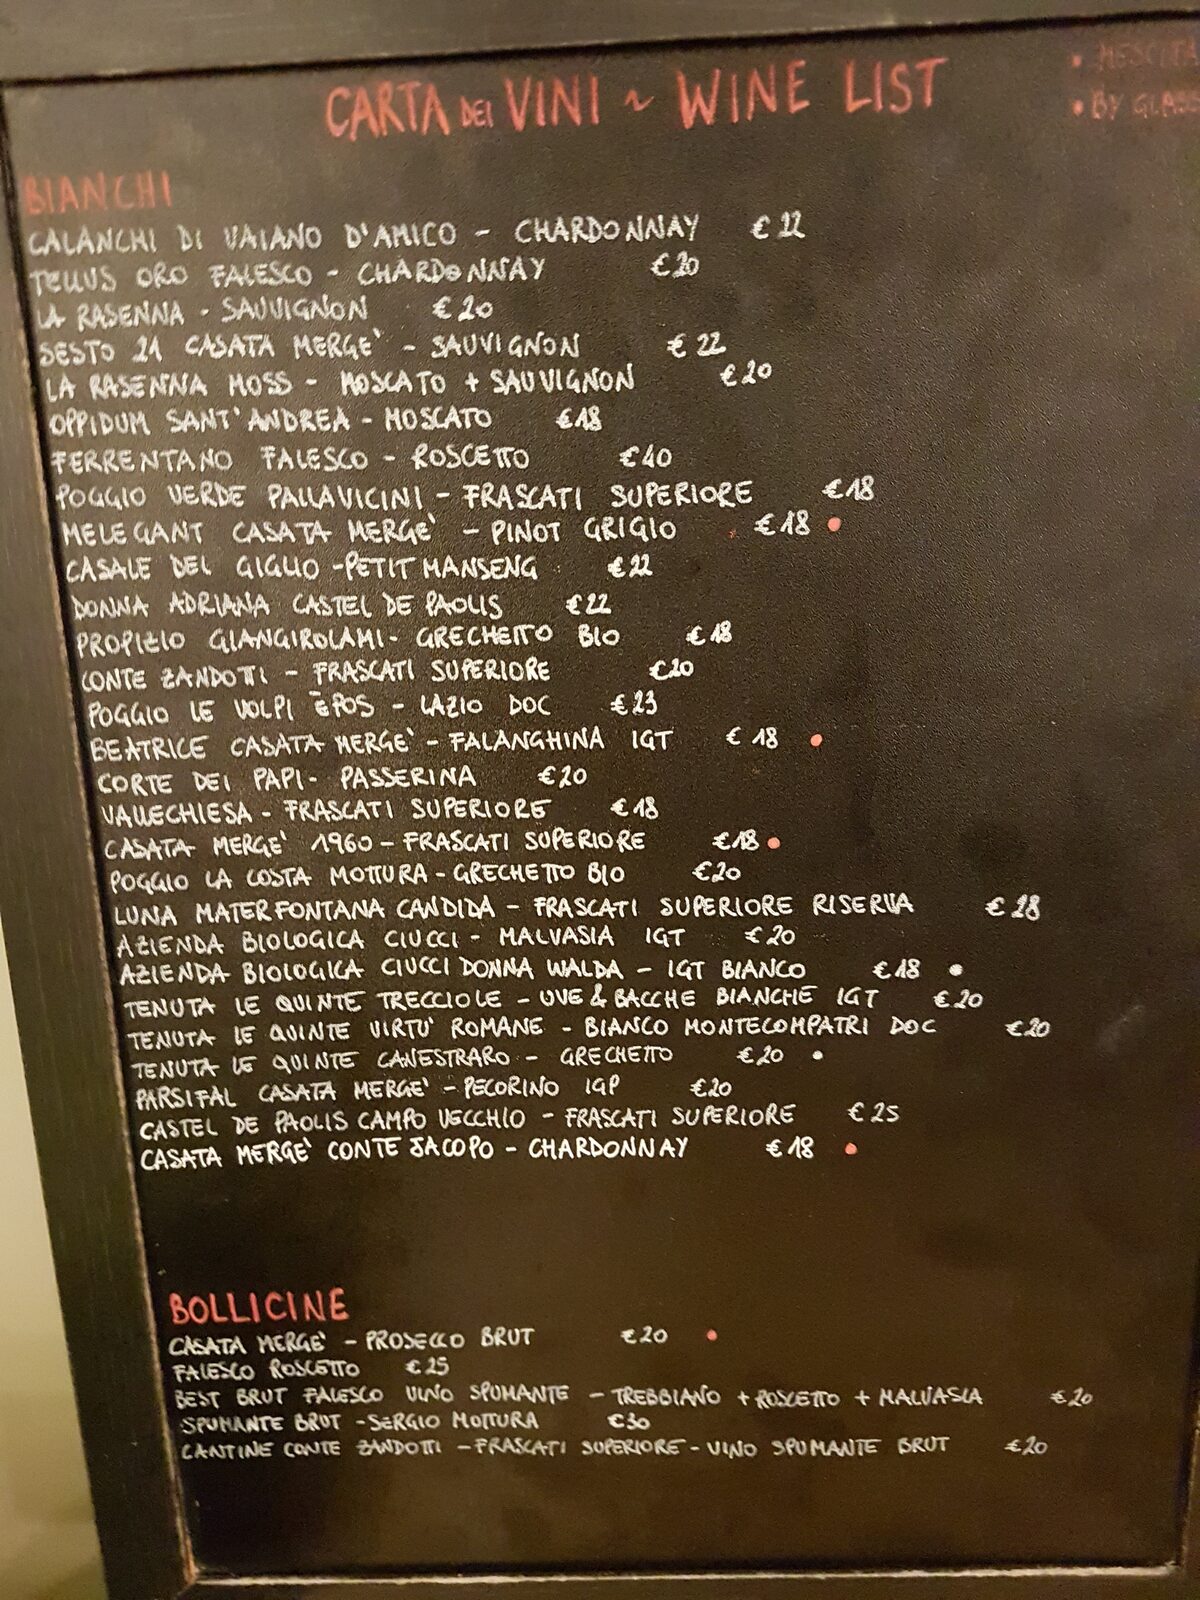 CARTA DEI VINI ~ WINE LIST
• MESCITA
• BY GLASS
BIANCHI
CALANCHI DI VAIANO D'AMICO - CHARDONNAY € 22
TELLUS ORO FALESCO - CHARDONNAY € 20
LA RASENNA - SAUVIGNON € 20
SESTO 21 CASATA MERGE' - SAUVIGNON € 22
LA RASENNA MOSS - MOSCATO + SAUVIGNON € 20
OPPIDUM SANT'ANDREA - MOSCATO €18
FERRENTANO FALESCO - ROSCETTO €40
POGGIO VERDE PALLAVICINI - FRASCATI SUPERIORE €18
MELEGANT CASATA MERGE' - PINOT GRIGIO €18 •
CASALE DEL GIGLIO - PETIT MANSENG €22
DONNA ADRIANA CASTEL DE PAOLIS €22
PROPIZIO GIANGIROLAMI - GRECHETTO BIO €18
CONTE ZANDOTTI - FRASCATI SUPERIORE €20
POGGIO LE VOLPI EPOS - LAZIO DOC €23
BEATRICE CASATA MERGE' - FALANGHINA IGT € 18 •
CORTE DEI PAPI - PASSERINA €20
VALLECHIESA - FRASCATI SUPERIORE €18
CASATA MERGE' 1960 - FRASCATI SUPERIORE €18 •
POGGIO LA COSTA MOTTURA - GRECHETTO BIO €20
LUNA MATER FONTANA CANDIDA - FRASCATI SUPERIORE RISERVA € 28
AZIENDA BIOLOGICA CIUCCI - MALVASIA IGT €20
AZIENDA BIOLOGICA CIUCCI DONNA WALDA - IGT BIANCO €18 •
TENUTA LE QUINTE TRECCIOLE - UVE & BACCHE BIANCHE IGT €20
TENUTA LE QUINTE VIRTU' ROMANE - BIANCO MONTECOMPATRI DOC €20
TENUTA LE QUINTE CANESTRARO - GRECHETTO €20 •
PARSIFAL CASATA MERGE' - PECORINO IGP €20
CASTEL DE PAOLIS CAMPO VECCHIO - FRASCATI SUPERIORE € 25
CASATA MERGE' CONTE JACOPO - CHARDONNAY €18 •
BOLLICINE
CASATA MERGE' - PROSECCO BRUT €20 •
FALESCO ROSCETTO €25
BEST BRUT FALESCO VINO SPUMANTE - TREBBIANO + ROSCETTO + MALVASIA €20
SPUMANTE BRUT - SERGIO MOTTURA €30
CANTINE CONTE ZANDOTTI - FRASCATI SUPERIORE - VINO SPUMANTE BRUT €20